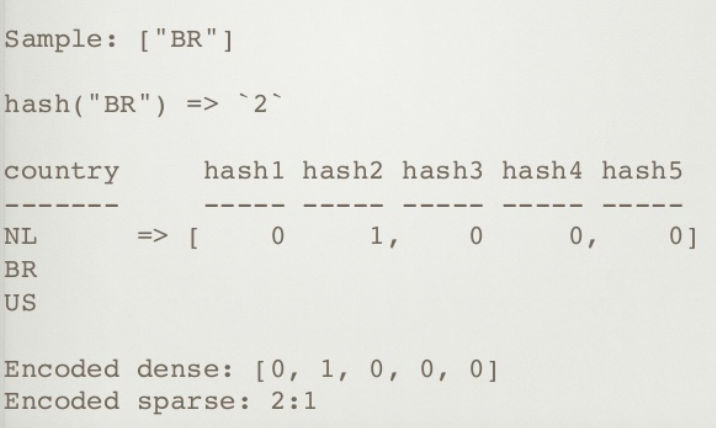 Sample: ["BR"]
hash("BR") => `2`
country hash1 hash2 hash3 hash4 hash5
------- ----- ----- ----- ----- -----
NL => [ 0 1, 0 0, 0]
BR
US
Encoded dense: [0, 1, 0, 0, 0]
Encoded sparse: 2:1